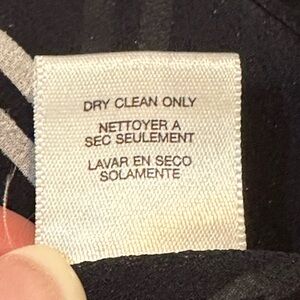 DRY CLEAN ONLY
NETTOYER A
SEC SEULEMENT
LAVAR EN SECO
SOLAMENTE